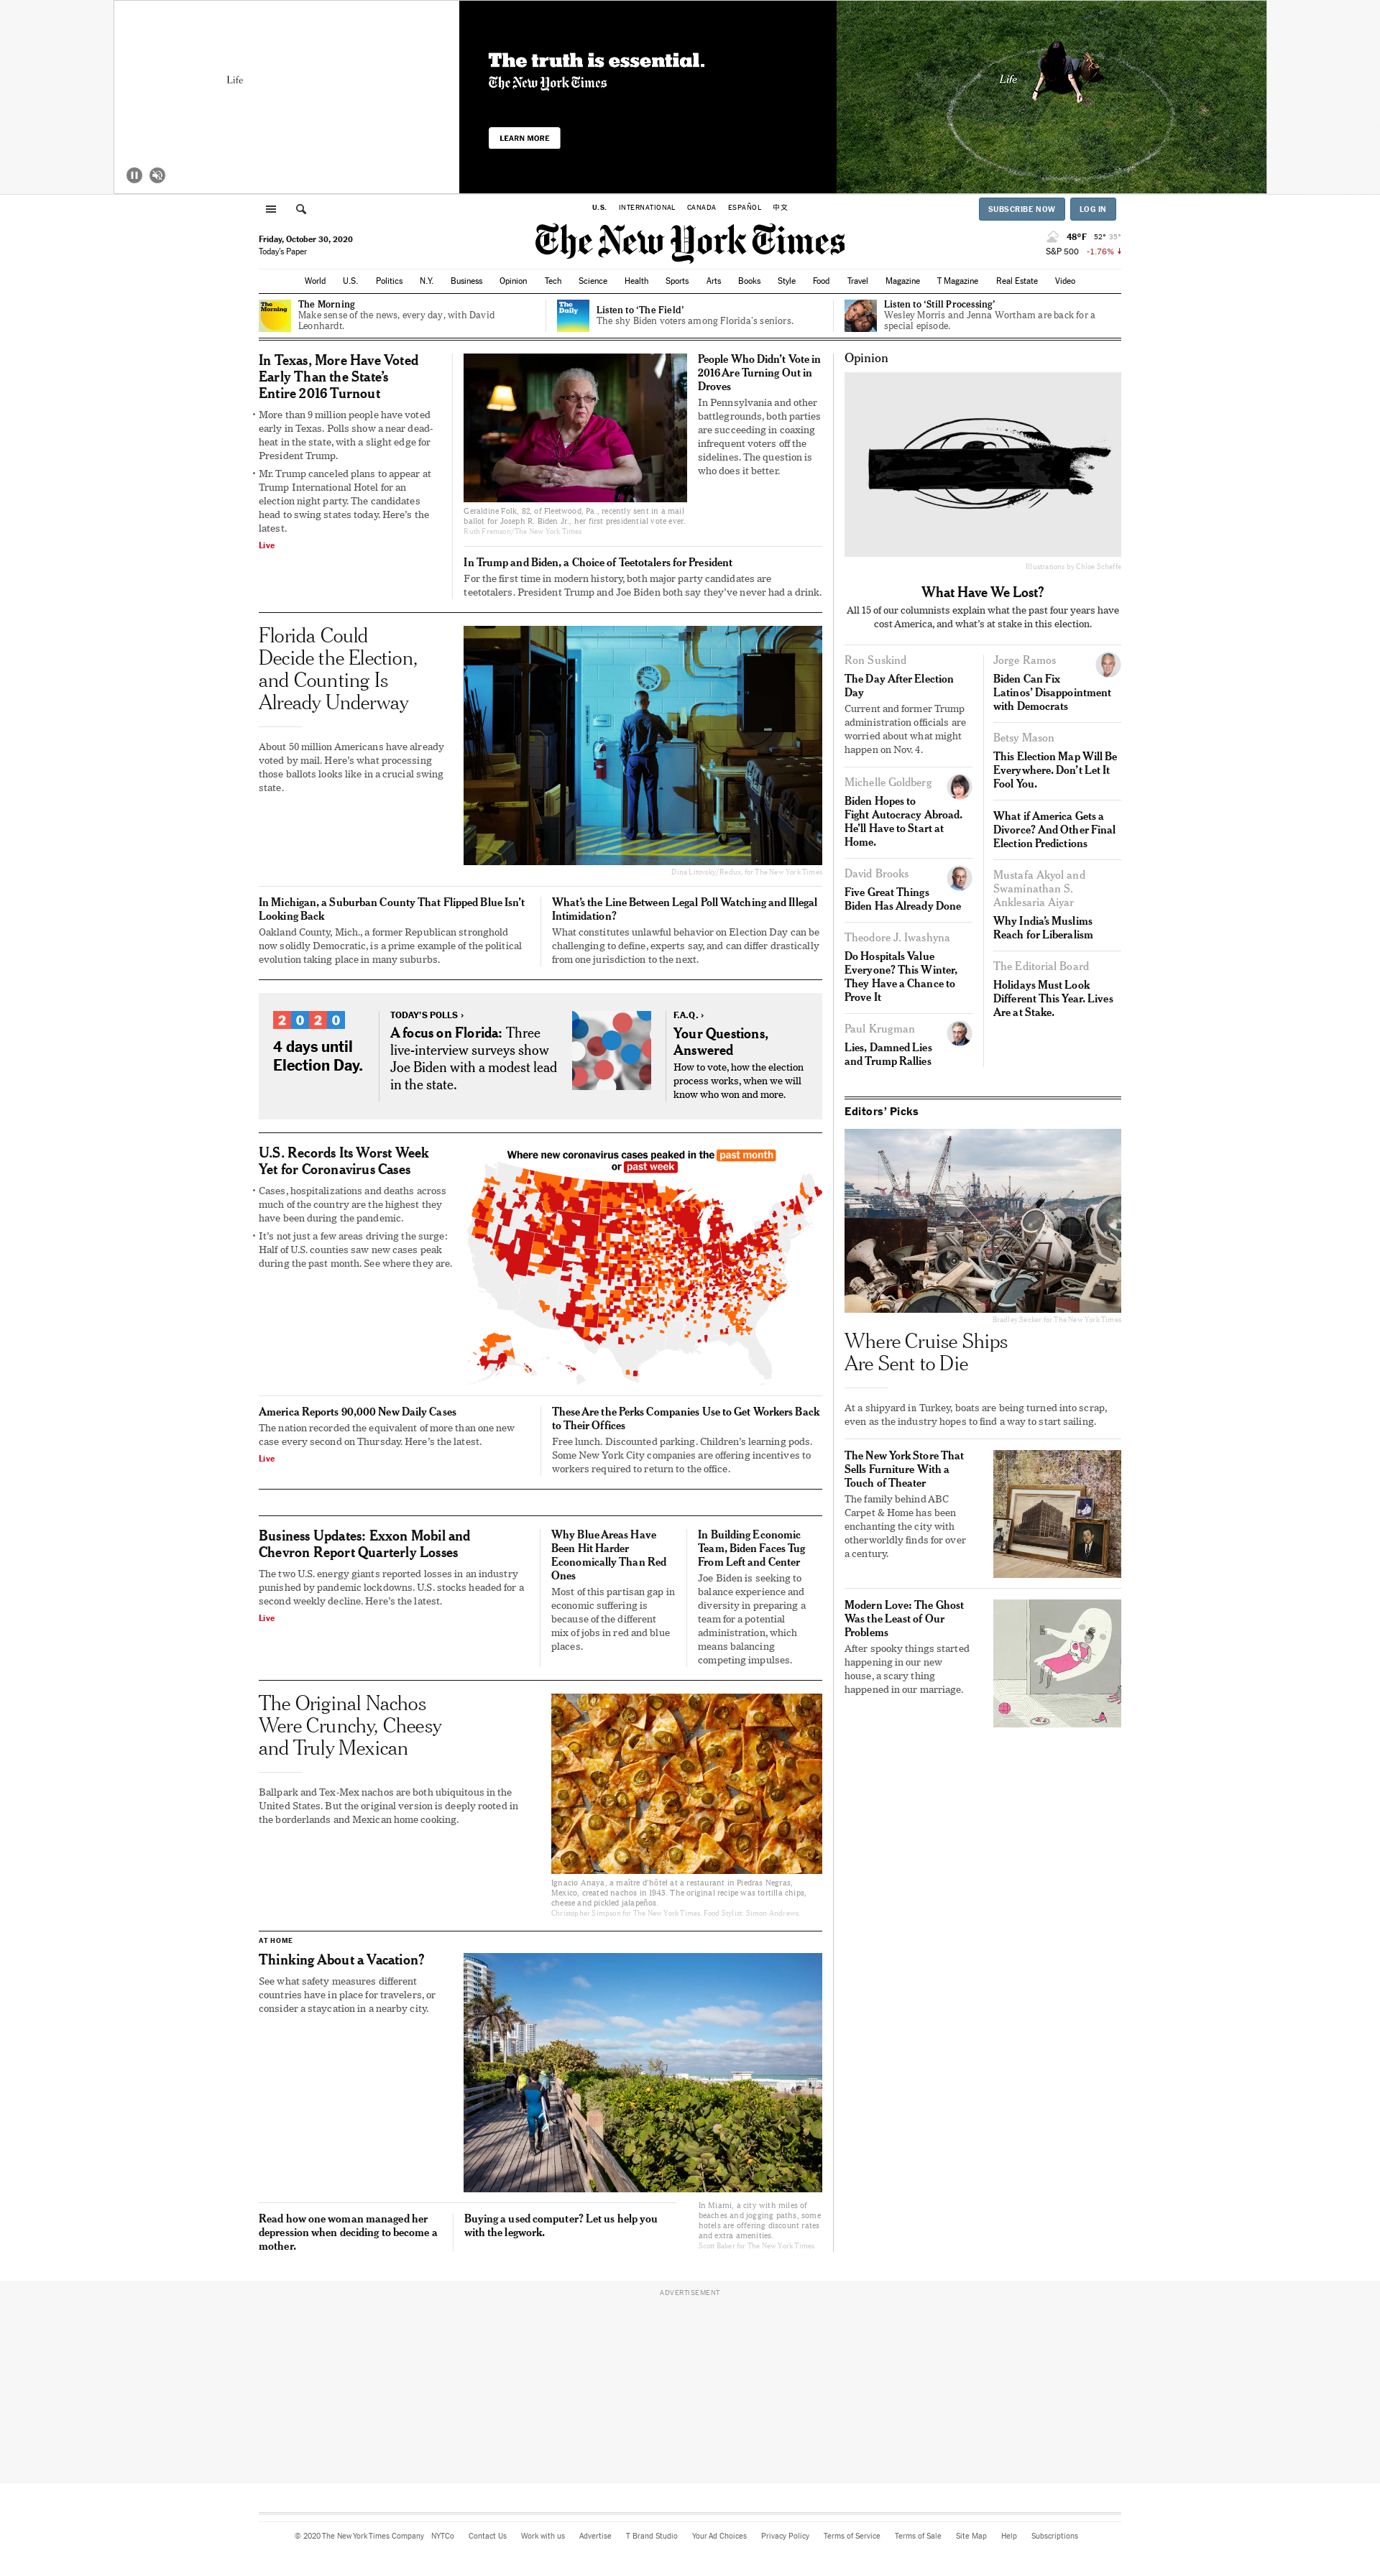 Life
The truth is essential.
The New York Times
LEARN MORE
Life
U.S. INTERNATIONAL CANADA ESPAÑOL 中文
SUBSCRIBE NOW LOG IN
Friday, October 30, 2020
Today's Paper
The New York Times
48°F 52° 35°
S&P 500 -1.76%
World U.S. Politics N.Y. Business Opinion Tech Science Health Sports Arts Books Style Food Travel Magazine T Magazine Real Estate Video
The Morning
The Morning
Make sense of the news, every day, with David
Leonhardt.
The Daily
Listen to ‘The Field’
The shy Biden voters among Florida’s seniors.
Listen to ‘Still Processing’
Wesley Morris and Jenna Wortham are back for a
special episode.
In Texas, More Have Voted
Early Than the State’s
Entire 2016 Turnout
• More than 9 million people have voted
early in Texas. Polls show a near dead-
heat in the state, with a slight edge for
President Trump.
• Mr. Trump canceled plans to appear at
Trump International Hotel for an
election night party. The candidates
head to swing states today. Here’s the
latest.
Live
Geraldine Folk, 82, of Fleetwood, Pa., recently sent in a mail
ballot for Joseph R. Biden Jr., her first presidential vote ever.
Ruth Fremson/The New York Times
People Who Didn’t Vote in
2016 Are Turning Out in
Droves
In Pennsylvania and other
battlegrounds, both parties
are succeeding in coaxing
infrequent voters off the
sidelines. The question is
who does it better.
In Trump and Biden, a Choice of Teetotalers for President
For the first time in modern history, both major party candidates are
teetotalers. President Trump and Joe Biden both say they’ve never had a drink.
Florida Could
Decide the Election,
and Counting Is
Already Underway
About 50 million Americans have already
voted by mail. Here’s what processing
those ballots looks like in a crucial swing
state.
Dina Litovsky/Redux, for The New York Times
In Michigan, a Suburban County That Flipped Blue Isn’t
Looking Back
Oakland County, Mich., a former Republican stronghold
now solidly Democratic, is a prime example of the political
evolution taking place in many suburbs.
What’s the Line Between Legal Poll Watching and Illegal
Intimidation?
What constitutes unlawful behavior on Election Day can be
challenging to define, experts say, and can differ drastically
from one jurisdiction to the next.
2020
4 days until
Election Day.
TODAY’S POLLS ›
A focus on Florida: Three
live-interview surveys show
Joe Biden with a modest lead
in the state.
F.A.Q. ›
Your Questions,
Answered
How to vote, how the election
process works, when we will
know who won and more.
U.S. Records Its Worst Week
Yet for Coronavirus Cases
• Cases, hospitalizations and deaths across
much of the country are the highest they
have been during the pandemic.
• It’s not just a few areas driving the surge:
Half of U.S. counties saw new cases peak
during the past month. See where they are.
Where new coronavirus cases peaked in the past month
or past week
America Reports 90,000 New Daily Cases
The nation recorded the equivalent of more than one new
case every second on Thursday. Here’s the latest.
Live
These Are the Perks Companies Use to Get Workers Back
to Their Offices
Free lunch. Discounted parking. Children’s learning pods.
Some New York City companies are offering incentives to
workers required to return to the office.
Business Updates: Exxon Mobil and
Chevron Report Quarterly Losses
The two U.S. energy giants reported losses in an industry
punished by pandemic lockdowns. U.S. stocks headed for a
second weekly decline. Here’s the latest.
Live
Why Blue Areas Have
Been Hit Harder
Economically Than Red
Ones
Most of this partisan gap in
economic suffering is
because of the different
mix of jobs in red and blue
places.
In Building Economic
Team, Biden Faces Tug
From Left and Center
Joe Biden is seeking to
balance experience and
diversity in preparing a
team for a potential
administration, which
means balancing
competing impulses.
The Original Nachos
Were Crunchy, Cheesy
and Truly Mexican
Ballpark and Tex-Mex nachos are both ubiquitous in the
United States. But the original version is deeply rooted in
the borderlands and Mexican home cooking.
Ignacio Anaya, a maître d’hôtel at a restaurant in Piedras Negras,
Mexico, created nachos in 1943. The original recipe was tortilla chips,
cheese and pickled jalapeños.
Christopher Simpson for The New York Times. Food Stylist: Simon Andrews.
AT HOME
Thinking About a Vacation?
See what safety measures different
countries have in place for travelers, or
consider a staycation in a nearby city.
Read how one woman managed her
depression when deciding to become a
mother.
Buying a used computer? Let us help you
with the legwork.
In Miami, a city with miles of
beaches and jogging paths, some
hotels are offering discount rates
and extra amenities.
Scott Baker for The New York Times
Opinion
Illustrations by Chloe Scheffe
What Have We Lost?
All 15 of our columnists explain what the past four years have
cost America, and what’s at stake in this election.
Ron Suskind
The Day After Election
Day
Current and former Trump
administration officials are
worried about what might
happen on Nov. 4.
Michelle Goldberg
Biden Hopes to
Fight Autocracy Abroad.
He’ll Have to Start at
Home.
David Brooks
Five Great Things
Biden Has Already Done
Theodore J. Iwashyna
Do Hospitals Value
Everyone? This Winter,
They Have a Chance to
Prove It
Paul Krugman
Lies, Damned Lies
and Trump Rallies
Jorge Ramos
Biden Can Fix
Latinos’ Disappointment
with Democrats
Betsy Mason
This Election Map Will Be
Everywhere. Don’t Let It
Fool You.
What if America Gets a
Divorce? And Other Final
Election Predictions
Mustafa Akyol and
Swaminathan S.
Anklesaria Aiyar
Why India’s Muslims
Reach for Liberalism
The Editorial Board
Holidays Must Look
Different This Year. Lives
Are at Stake.
Editors’ Picks
Bradley Secker for The New York Times
Where Cruise Ships
Are Sent to Die
At a shipyard in Turkey, boats are being turned into scrap,
even as the industry hopes to find a way to start sailing.
The New York Store That
Sells Furniture With a
Touch of Theater
The family behind ABC
Carpet & Home has been
enchanting the city with
otherworldly finds for over
a century.
Modern Love: The Ghost
Was the Least of Our
Problems
After spooky things started
happening in our new
house, a scary thing
happened in our marriage.
ADVERTISEMENT
© 2020 The New York Times Company NYTCo Contact Us Work with us Advertise T Brand Studio Your Ad Choices Privacy Policy Terms of Service Terms of Sale Site Map Help Subscriptions